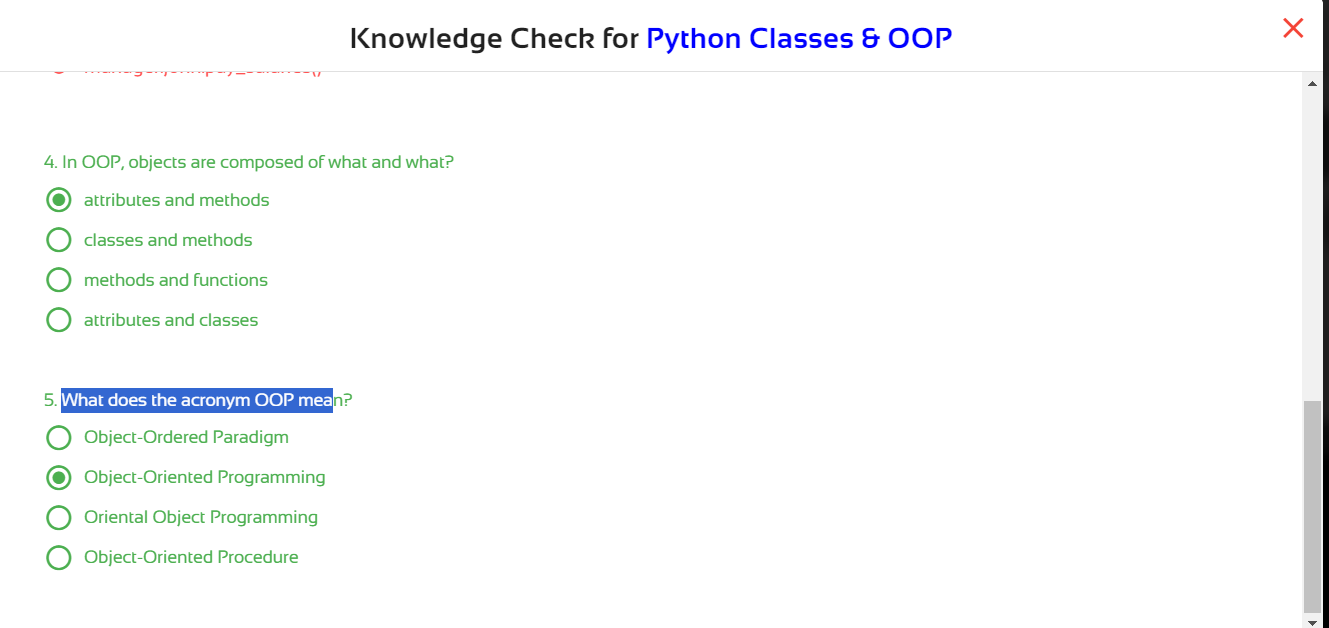 Knowledge Check for Python Classes & OOP
4. In OOP, objects are composed of what and what?
attributes and methods
classes and methods
methods and functions
attributes and classes
5. What does the acronym OOP mean?
Object-Ordered Paradigm
Object-Oriented Programming
Oriental Object Programming
Object-Oriented Procedure